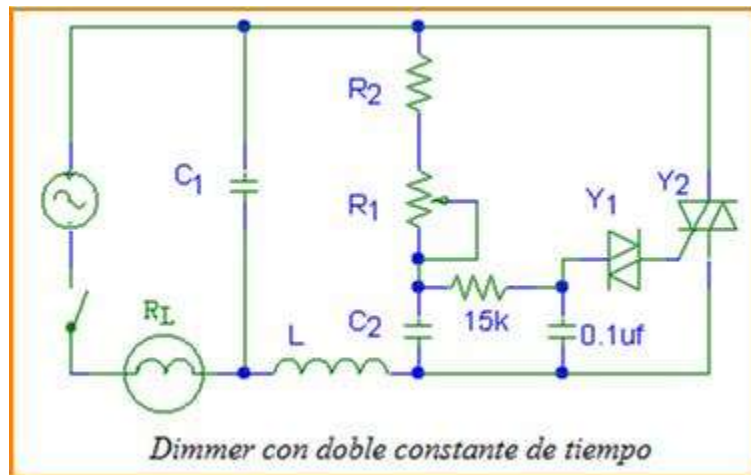 R2
C1
R1
Y1
Y2
RL
L
C2
15k
0.1uf
Dimmer con doble constante de tiempo